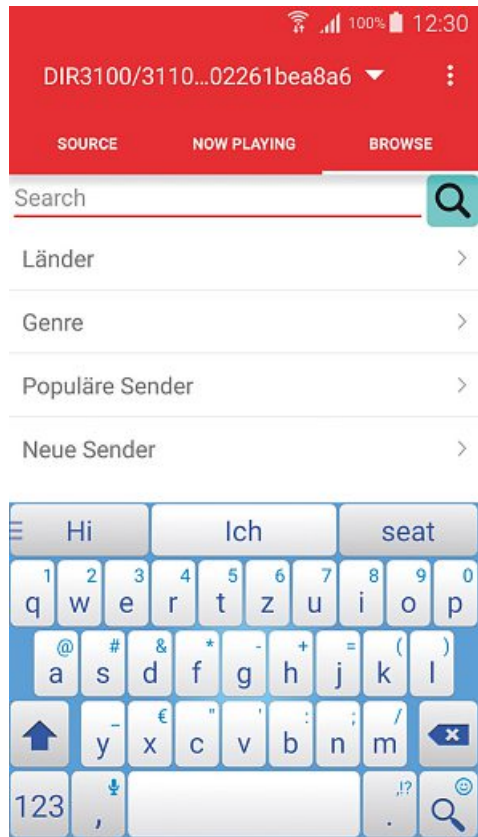 100% 12:30
DIR3100/3110...02261bea8a6
SOURCE NOW PLAYING BROWSE
Search
Länder
Genre
Populäre Sender
Neue Sender
Hi Ich seat
1 2 3 4 5 6 7 8 9 0
q w e r t z u i o p
@ # & * - + = ( )
a s d f g h j k l
_ € " ' : ; /
y x c v b n m
123 , . ,!?